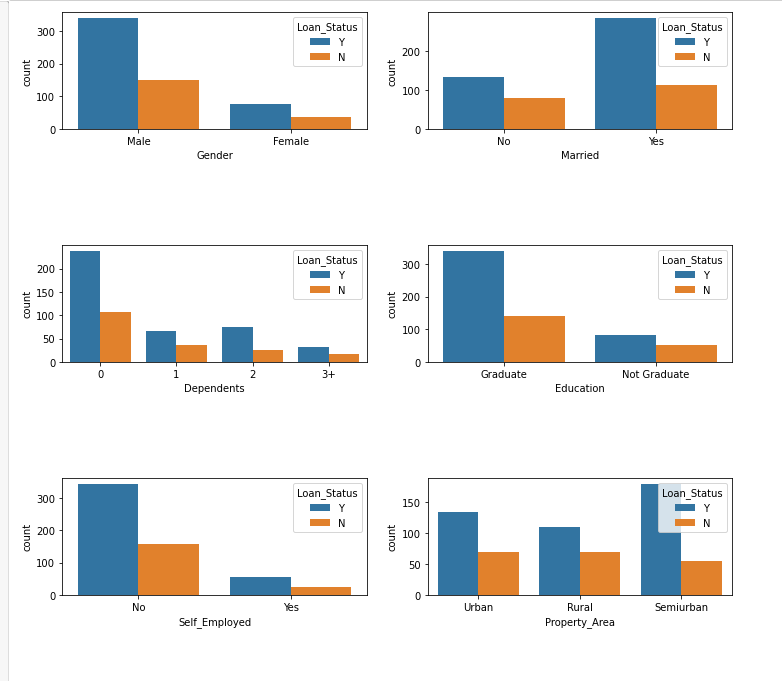 Loan_Status
Y
N
300
200
100
0
count
Male Female
Gender
Loan_Status
Y
N
200
100
0
count
No Yes
Married
Loan_Status
Y
N
200
150
100
50
0
count
0 1 2 3+
Dependents
Loan_Status
Y
N
300
200
100
0
count
Graduate Not Graduate
Education
Loan_Status
Y
N
300
200
100
0
count
No Yes
Self_Employed
Loan_Status
Y
N
150
100
50
0
count
Urban Rural Semiurban
Property_Area